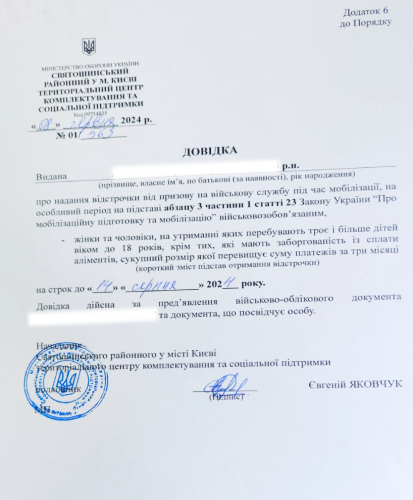 Додаток 6
до Порядку
МІНІСТЕРСТВО ОБОРОНИ УКРАЇНИ
СВЯТОШИНСЬКИЙ
РАЙОННИЙ У М. КИЄВІ
ТЕРИТОРІАЛЬНИЙ ЦЕНТР
КОМПЛЕКТУВАННЯ ТА
СОЦІАЛЬНОЇ ПІДТРИМКИ
« » червня 2024 р.
№ 01/ 563
ДОВІДКА
Видана р.н.
(прізвище, власне ім’я, по батькові (за наявності), рік народження)
про надання відстрочки від призову на військову службу під час мобілізації, на
особливий період на підставі абзацу 3 частини 1 статті 23 Закону України “Про
мобілізаційну підготовку та мобілізацію” військовозобов’язаним,
- жінки та чоловіки, на утриманні яких перебувають троє і більше дітей
віком до 18 років, крім тих, які мають заборгованість із сплати
аліментів, сукупний розмір якої перевищує суму платежів за три місяці
(короткий зміст підстав отримання відстрочки)
на строк до «14» «серпня» 2024 року.
Довідка дійсна за пред’явлення військово-облікового документа
та документа, що посвідчує особу.
Начальник
Святошинського районного у місті Києві
територіального центру комплектування та соціальної підтримки
полковник
(підпис)
Євгеній ЯКОВЧУК
МП